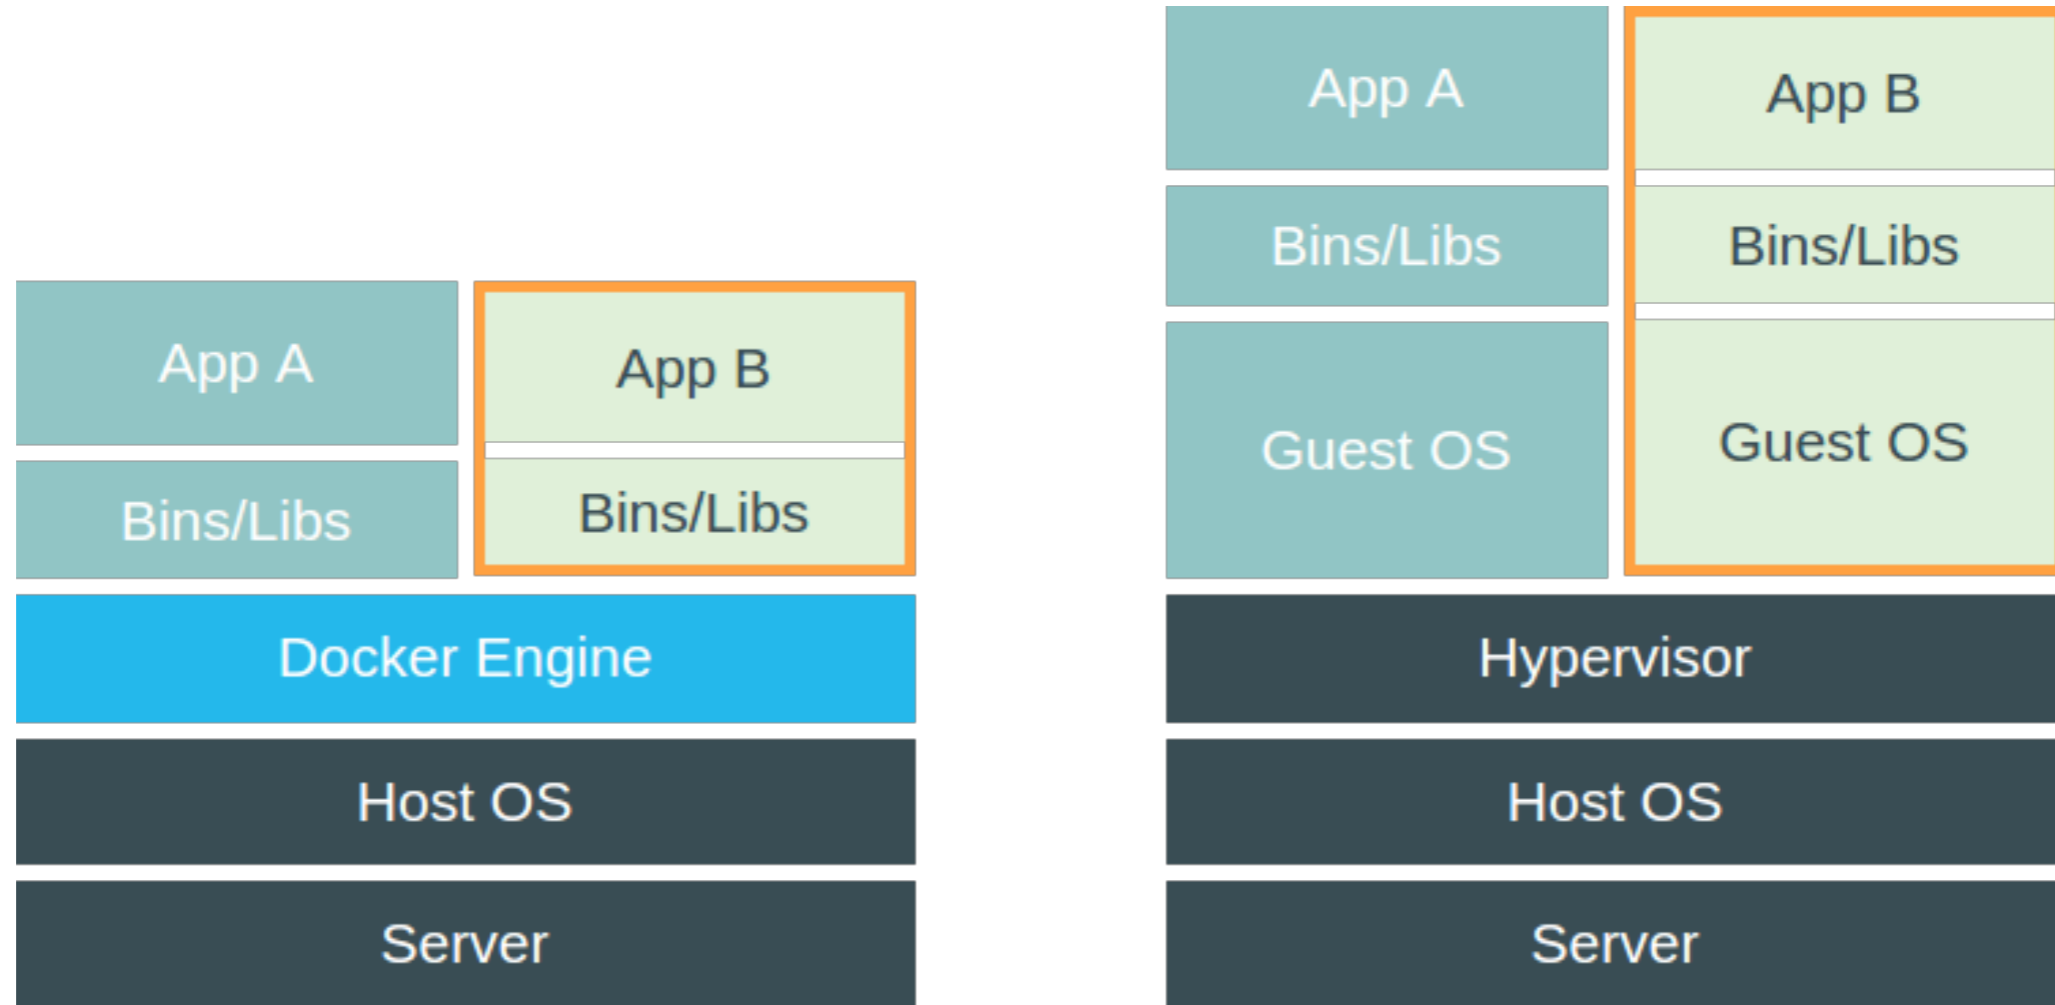 App A
App B
Bins/Libs
Bins/Libs
Docker Engine
Host OS
Server
App A
App B
Bins/Libs
Bins/Libs
Guest OS
Guest OS
Hypervisor
Host OS
Server